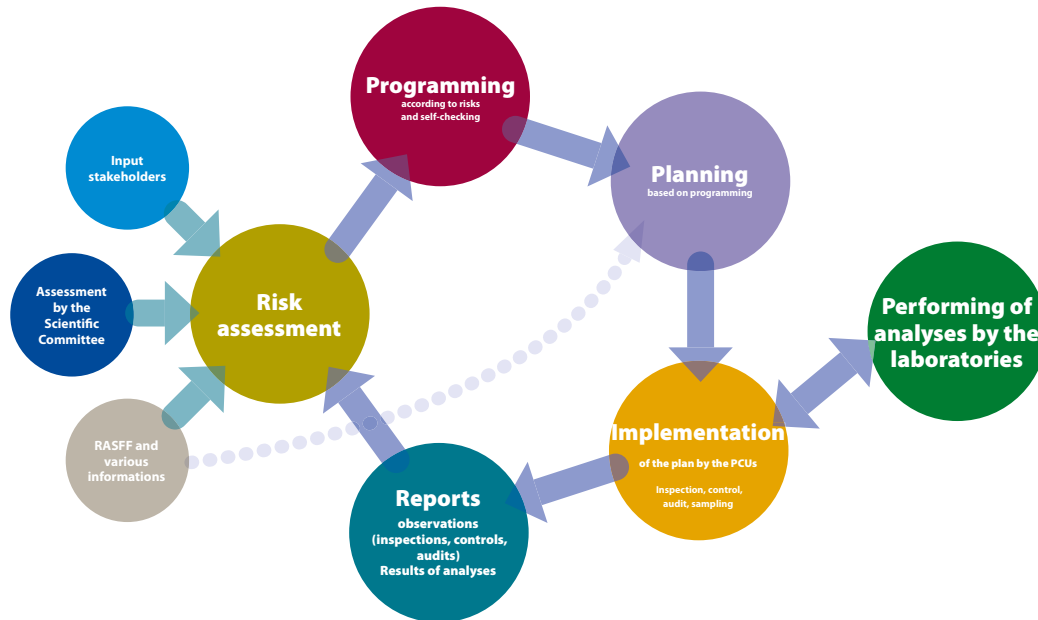 Programming
according to risks
and self-checking
Input
stakeholders
Planning
based on programming
Assessment
by the
Scientific
Committee
Risk
assessment
Performing of
analyses by the
laboratories
RASFF and
various
informations
Implementation
of the plan by the PCUs
Inspection, control,
audit, sampling
Reports
observations
(inspections, controls,
audits)
Results of analyses